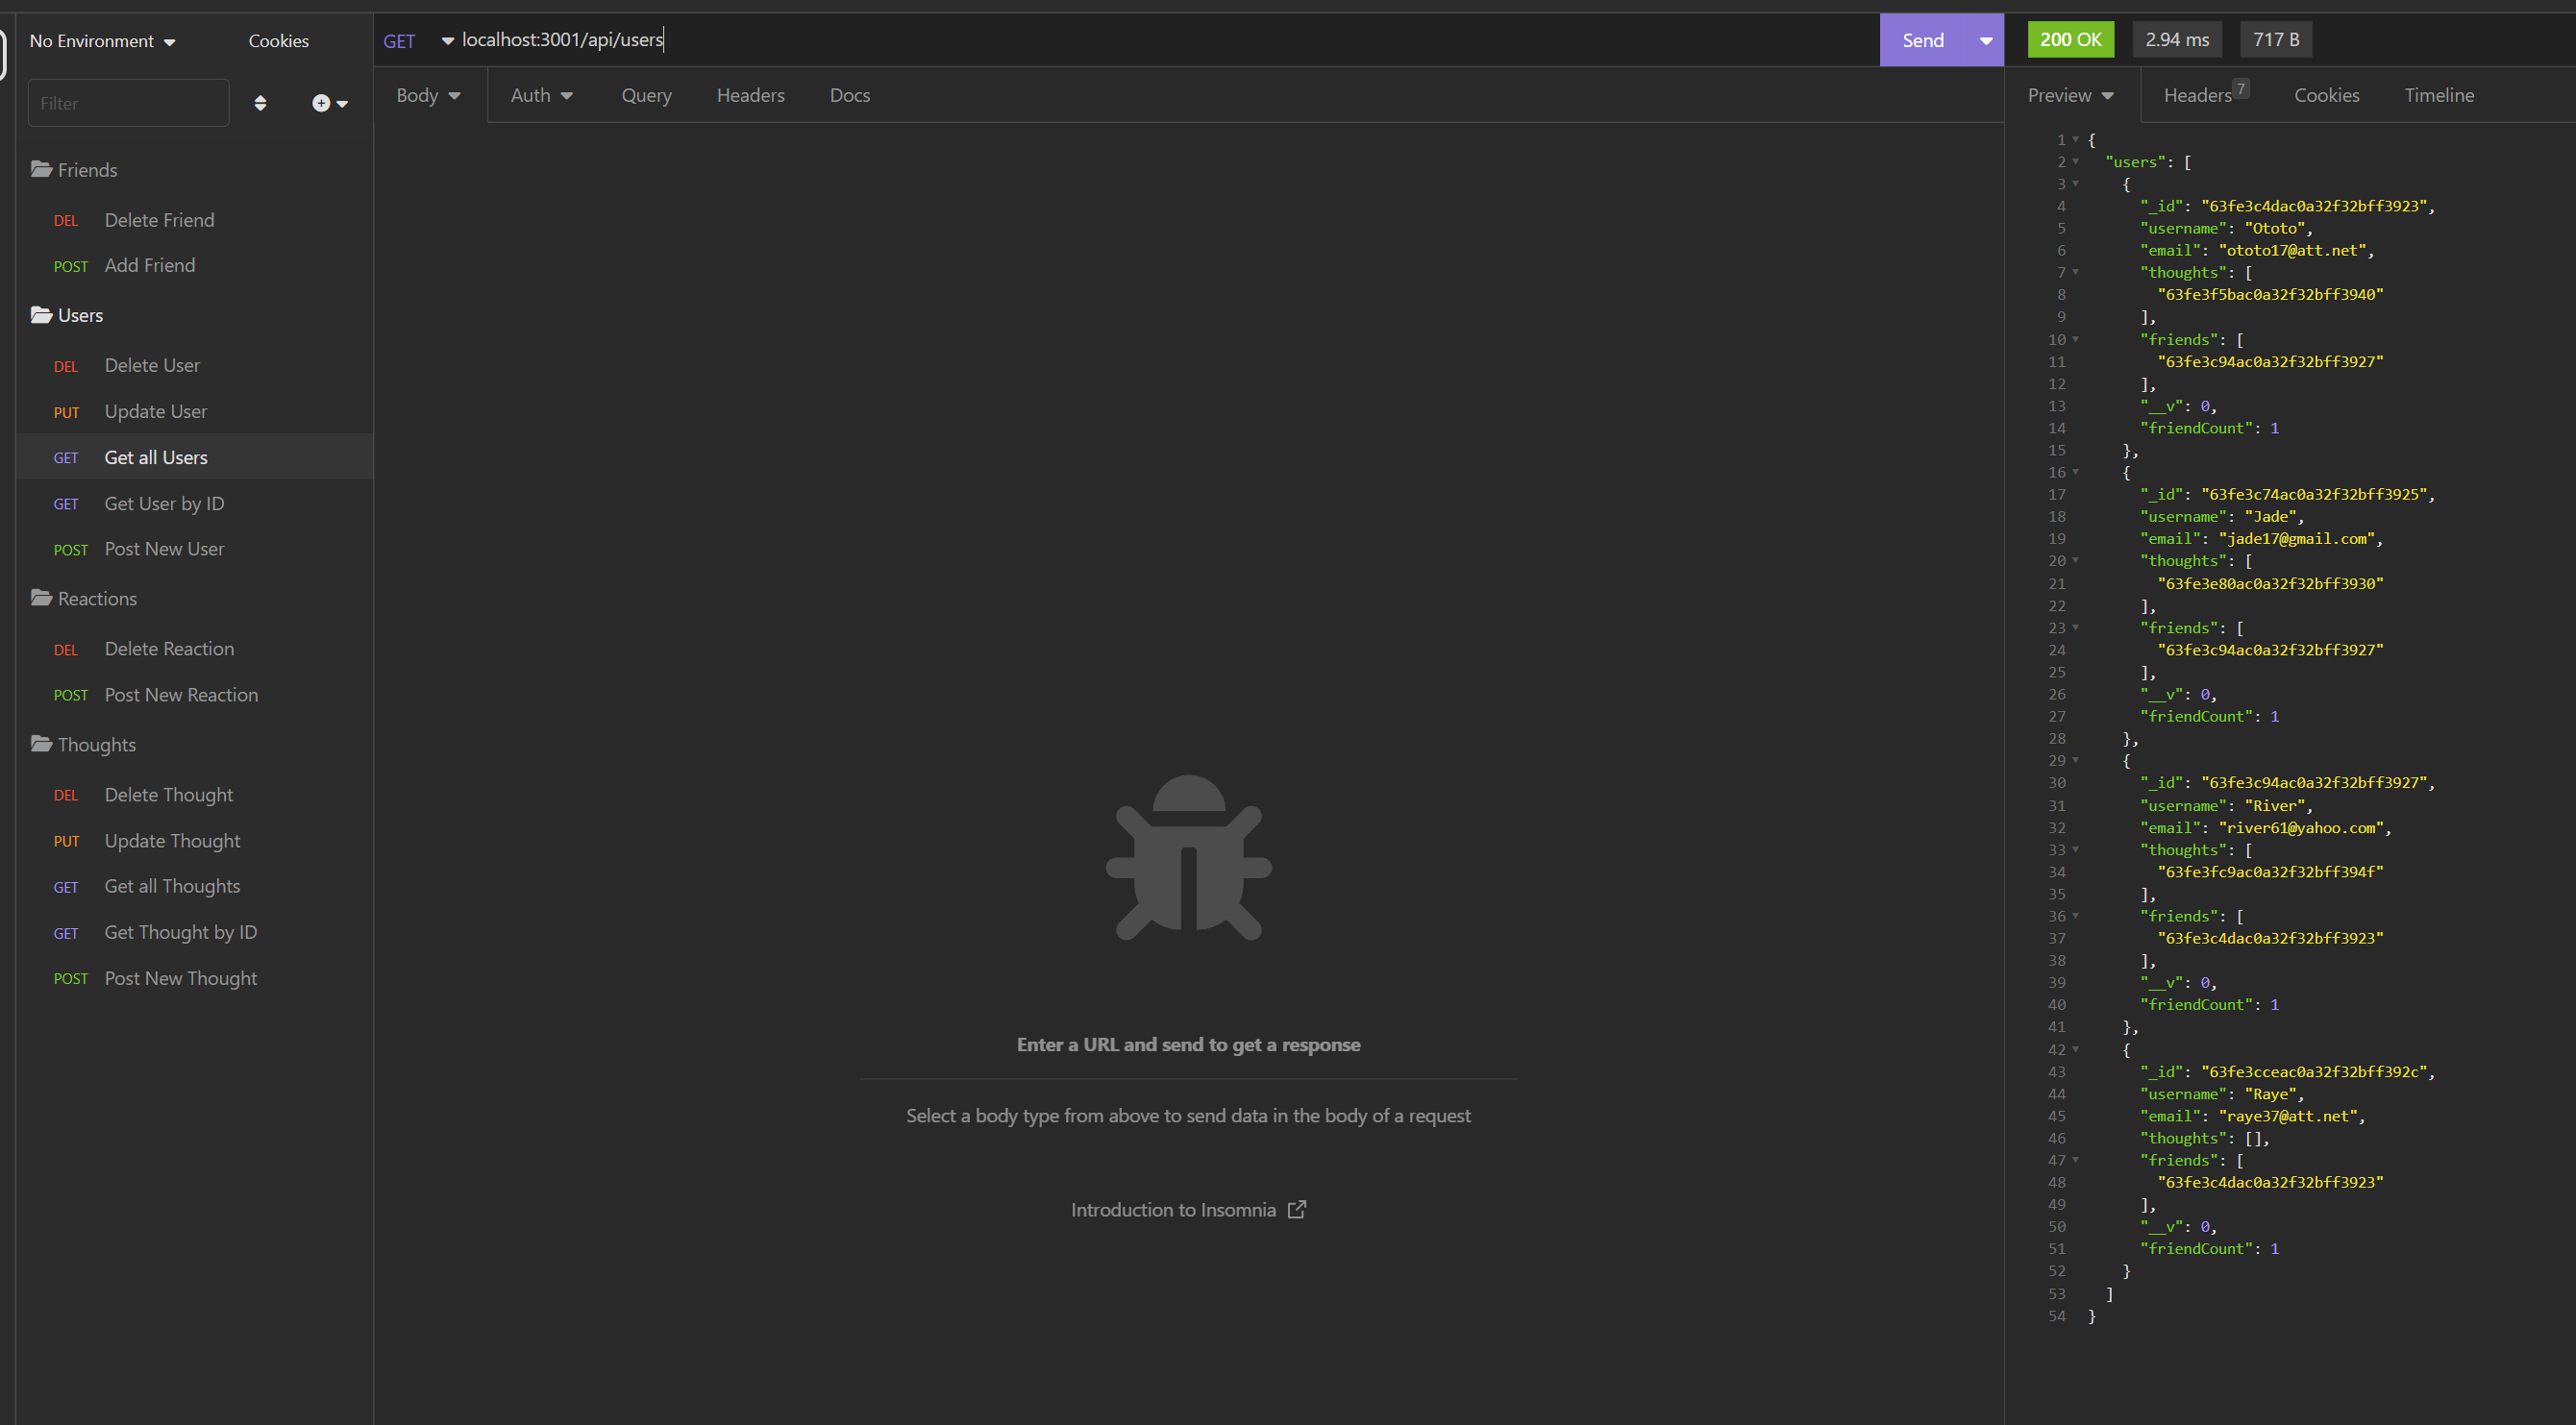 No Environment
Cookies
Filter
Friends
DEL Delete Friend
POST Add Friend
Users
DEL Delete User
PUT Update User
GET Get all Users
GET Get User by ID
POST Post New User
Reactions
DEL Delete Reaction
POST Post New Reaction
Thoughts
DEL Delete Thought
PUT Update Thought
GET Get all Thoughts
GET Get Thought by ID
POST Post New Thought
GET localhost:3001/api/users
Send
Body Auth Query Headers Docs
Enter a URL and send to get a response
Select a body type from above to send data in the body of a request
Introduction to Insomnia
200 OK 2.94 ms 717 B
Preview Headers 7 Cookies Timeline
1 {
2 "users": [
3 {
4 "_id": "63fe3c4dac0a32f32bff3923",
5 "username": "Ototo",
6 "email": "ototo17@att.net",
7 "thoughts": [
8 "63fe3f5bac0a32f32bff3940"
9 ],
10 "friends": [
11 "63fe3c94ac0a32f32bff3927"
12 ],
13 "__v": 0,
14 "friendCount": 1
15 },
16 {
17 "_id": "63fe3c74ac0a32f32bff3925",
18 "username": "Jade",
19 "email": "jade17@gmail.com",
20 "thoughts": [
21 "63fe3e80ac0a32f32bff3930"
22 ],
23 "friends": [
24 "63fe3c94ac0a32f32bff3927"
25 ],
26 "__v": 0,
27 "friendCount": 1
28 },
29 {
30 "_id": "63fe3c94ac0a32f32bff3927",
31 "username": "River",
32 "email": "river61@yahoo.com",
33 "thoughts": [
34 "63fe3fc9ac0a32f32bff394f"
35 ],
36 "friends": [
37 "63fe3c4dac0a32f32bff3923"
38 ],
39 "__v": 0,
40 "friendCount": 1
41 },
42 {
43 "_id": "63fe3cceac0a32f32bff392c",
44 "username": "Raye",
45 "email": "raye37@att.net",
46 "thoughts": [],
47 "friends": [
48 "63fe3c4dac0a32f32bff3923"
49 ],
50 "__v": 0,
51 "friendCount": 1
52 }
53 ]
54 }